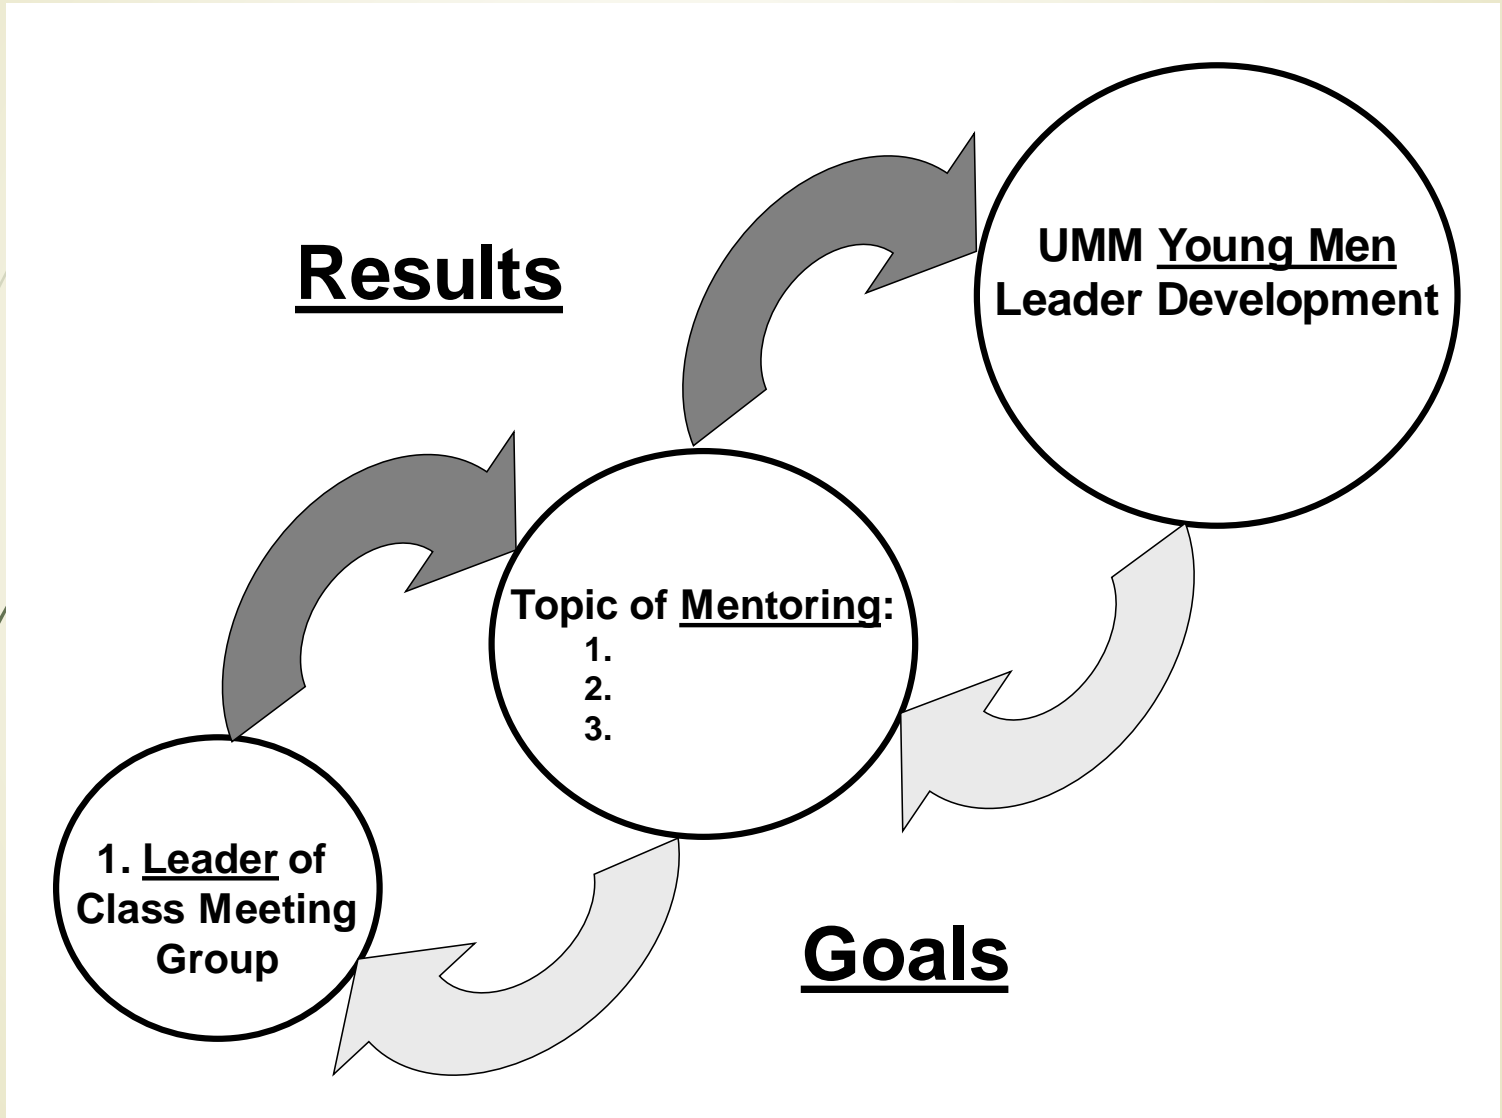 Results
UMM Young Men
Leader Development
Topic of Mentoring:
1.
2.
3.
1. Leader of
Class Meeting
Group
Goals